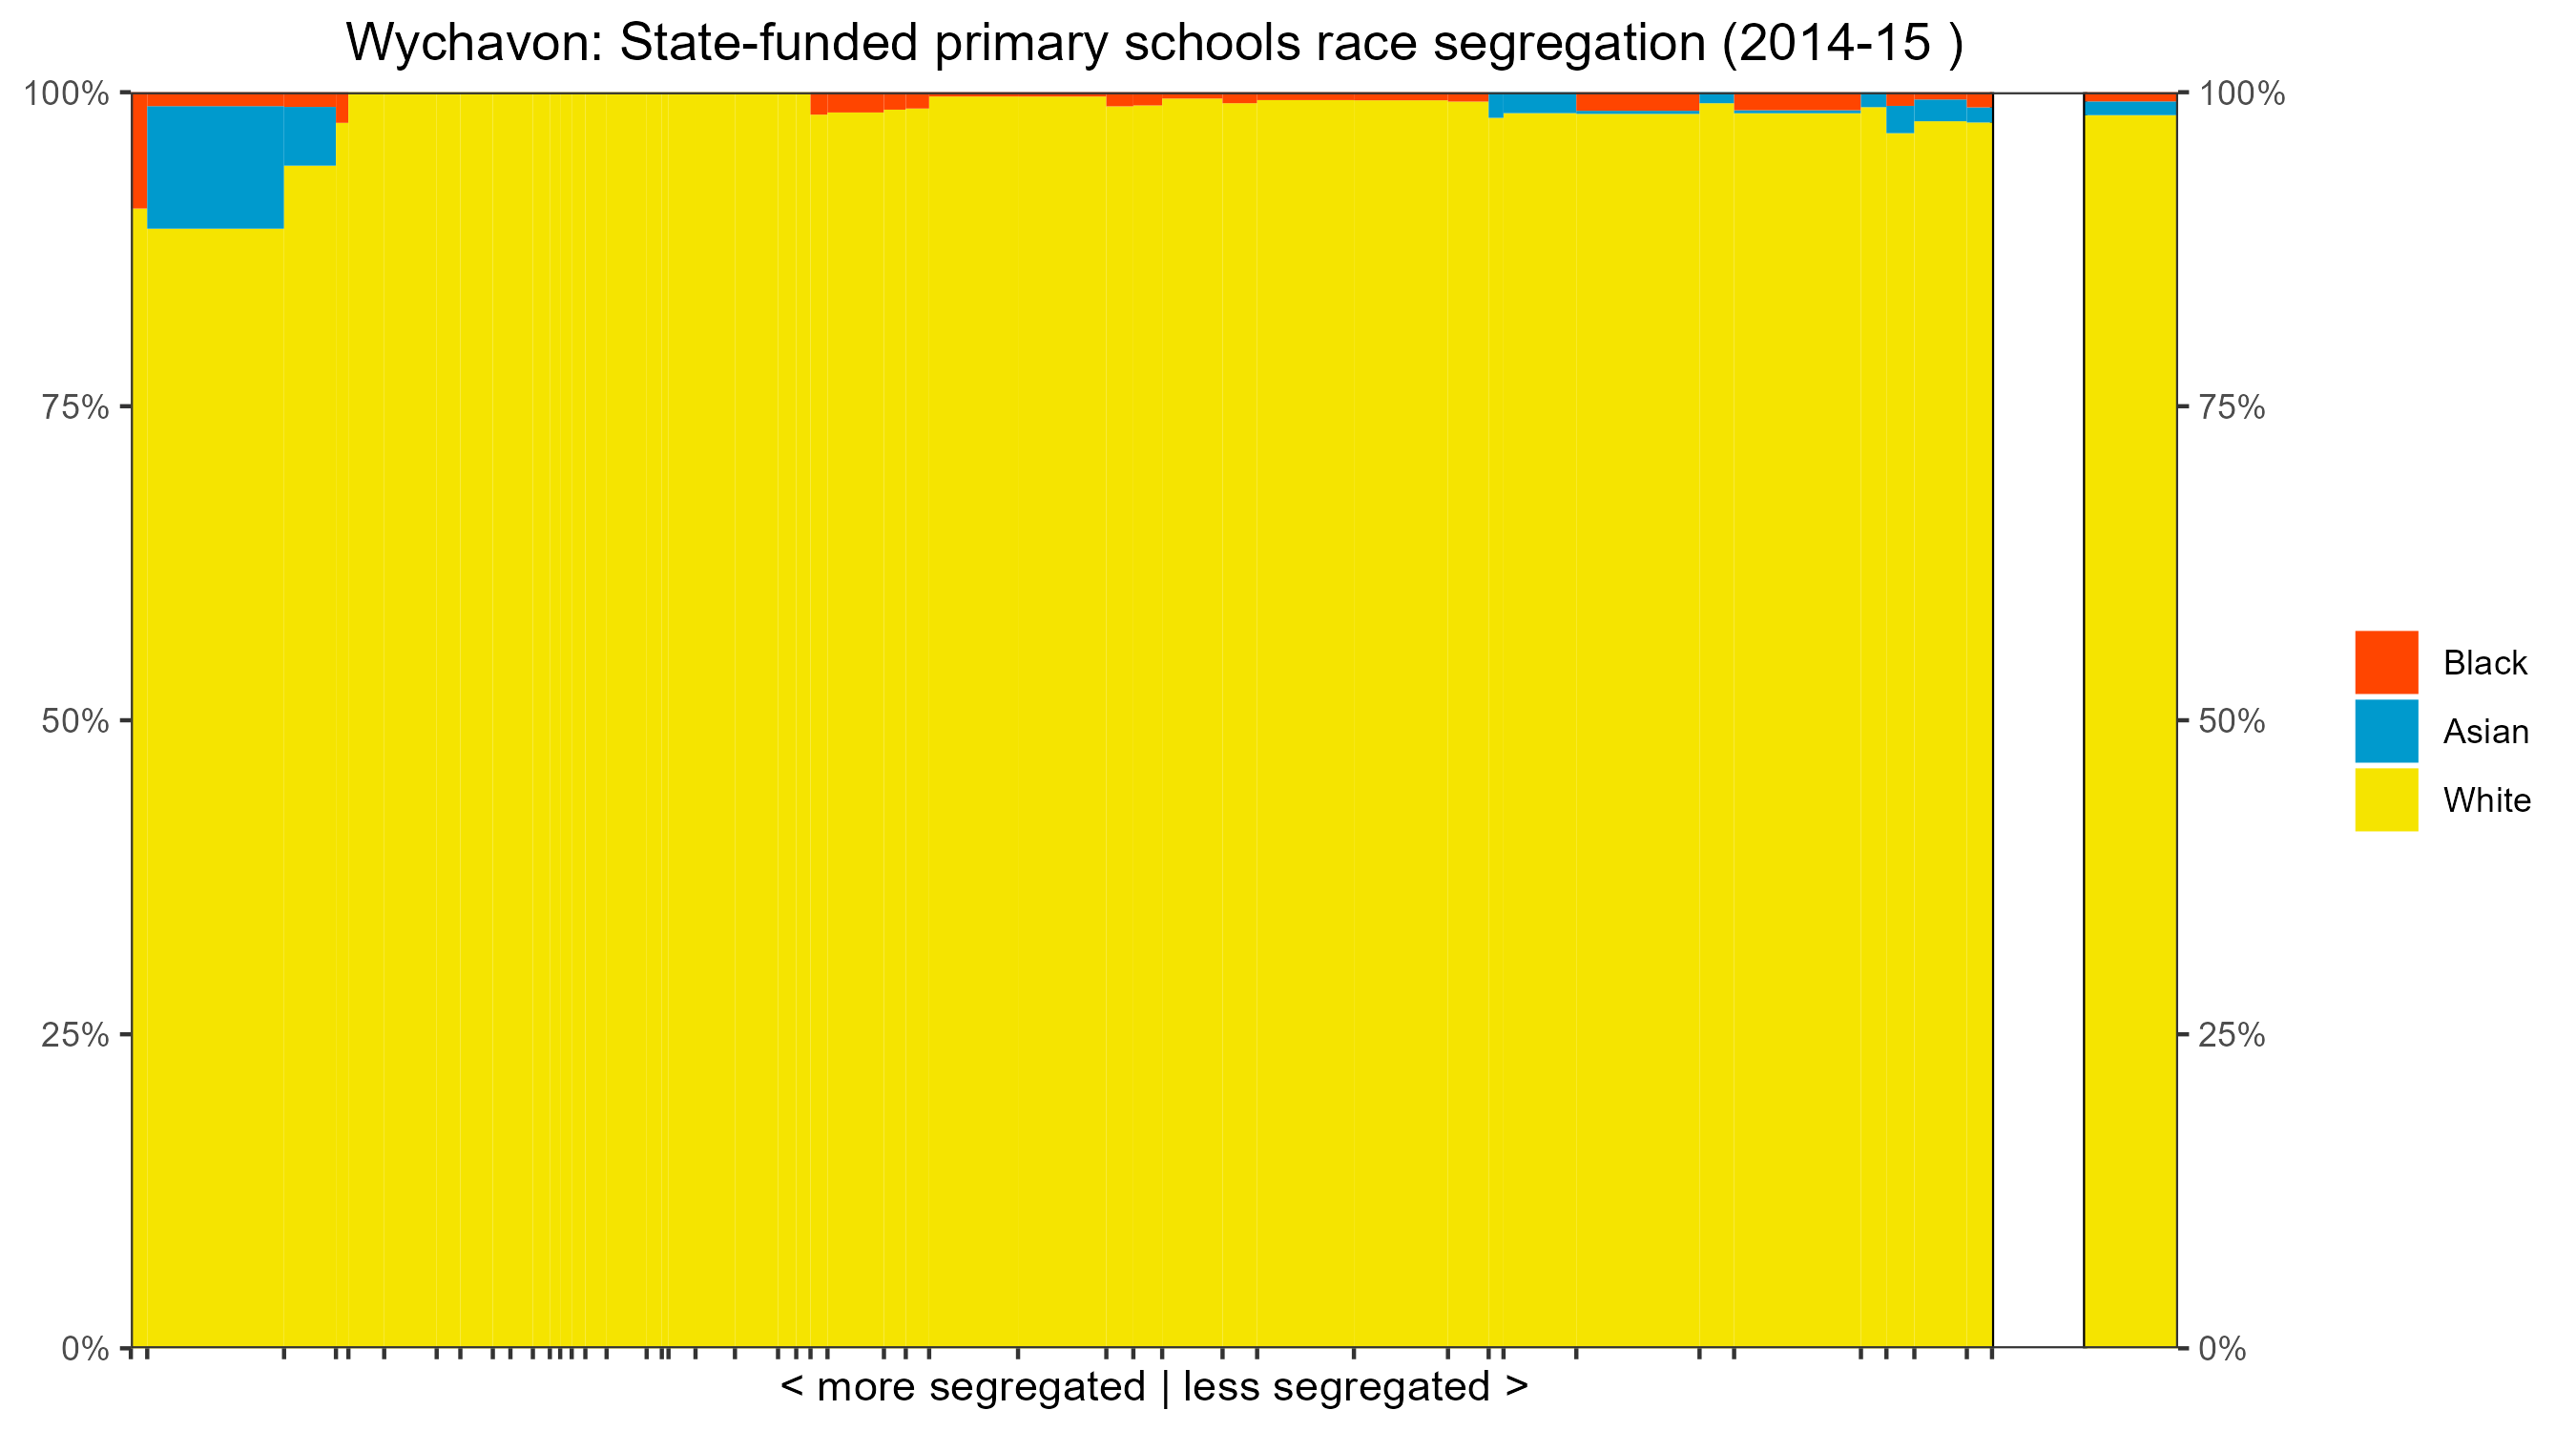 Wychavon: State-funded primary schools race segregation (2014-15 )
100%
75%
50%
25%
0%
100%
75%
50%
25%
0%
Black
Asian
White
< more segregated | less segregated >